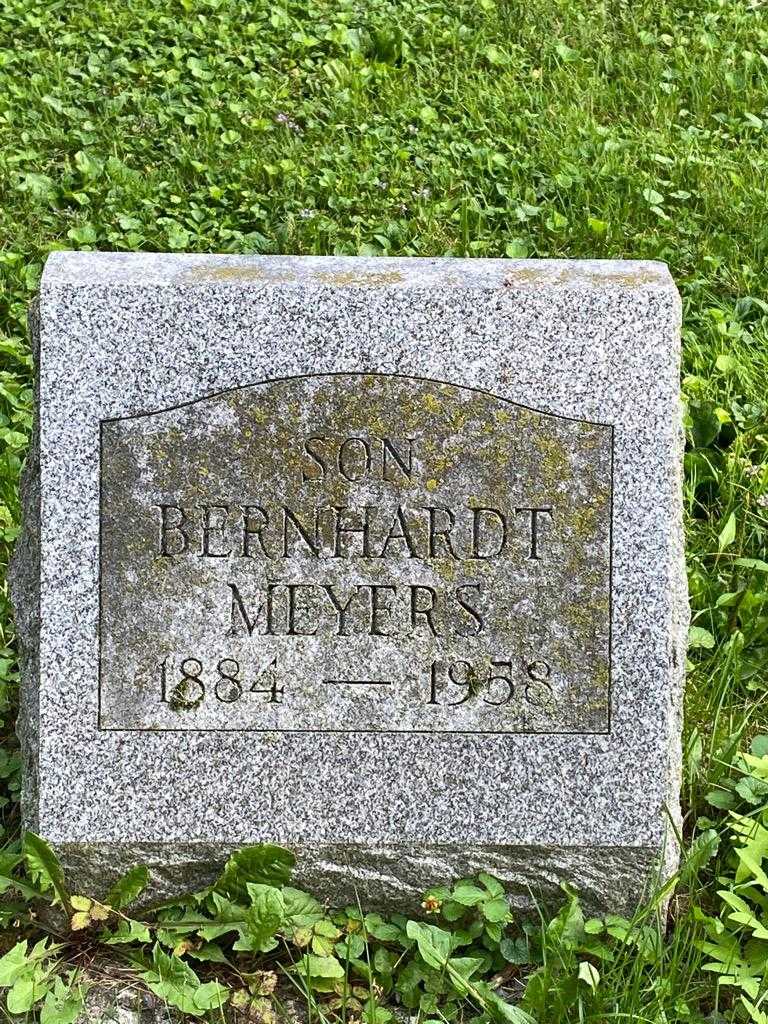 SON
BERNHARDT
MEYERS
1884 — 1958